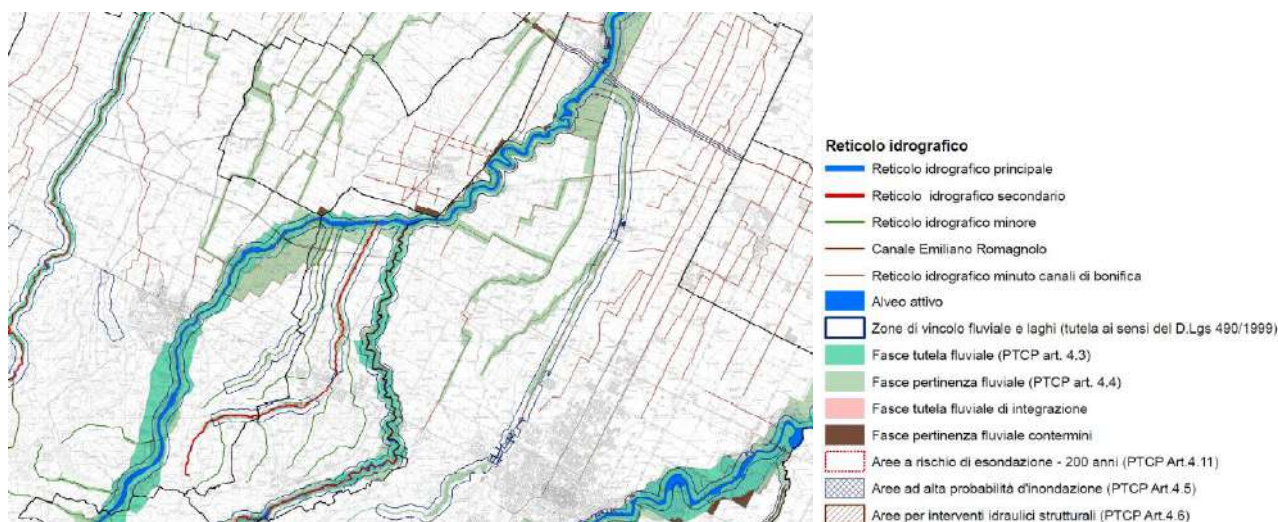 Reticolo idrografico
Reticolo idrografico principale
Reticolo idrografico secondario
Reticolo idrografico minore
Canale Emiliano Romagnolo
Reticolo idrografico minuto canali di bonifica
Alveo attivo
Zone di vincolo fluviale e laghi (tutela ai sensi del D.Lgs 490/1999)
Fasce tutela fluviale (PTCP art. 4.3)
Fasce pertinenza fluviale (PTCP art. 4.4)
Fasce tutela fluviale di integrazione
Fasce pertinenza fluviale contermini
Aree a rischio di esondazione - 200 anni (PTCP Art.4.11)
Aree ad alta probabilità d'inondazione (PTCP Art.4.5)
Aree per interventi idraulici strutturali (PTCP Art.4.6)